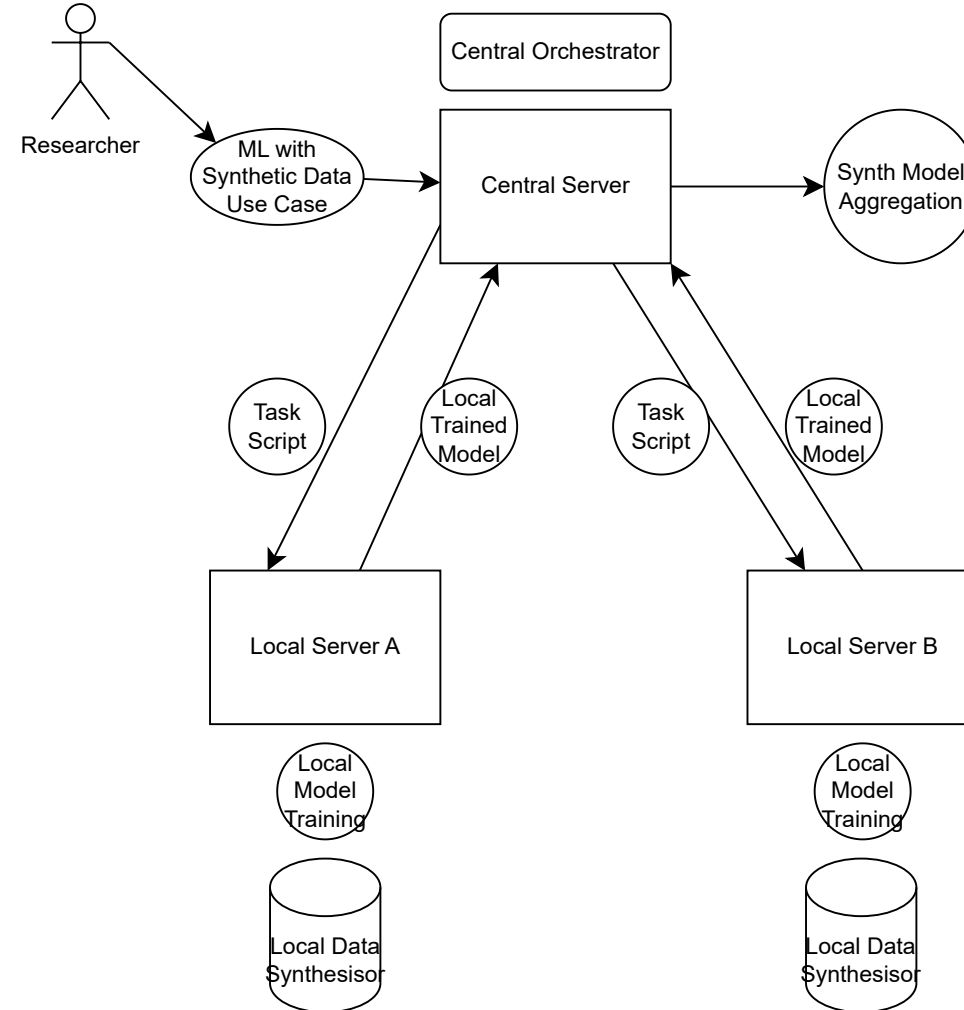 Central Orchestrator
Researcher
ML with
Synthetic Data
Use Case
Central Server
Synth Model
Aggregation
Task
Script
Local
Trained
Model
Task
Script
Local
Trained
Model
Local Server A
Local Server B
Local
Model
Training
Local
Model
Training
Local Data
Synthesisor
Local Data
Synthesisor